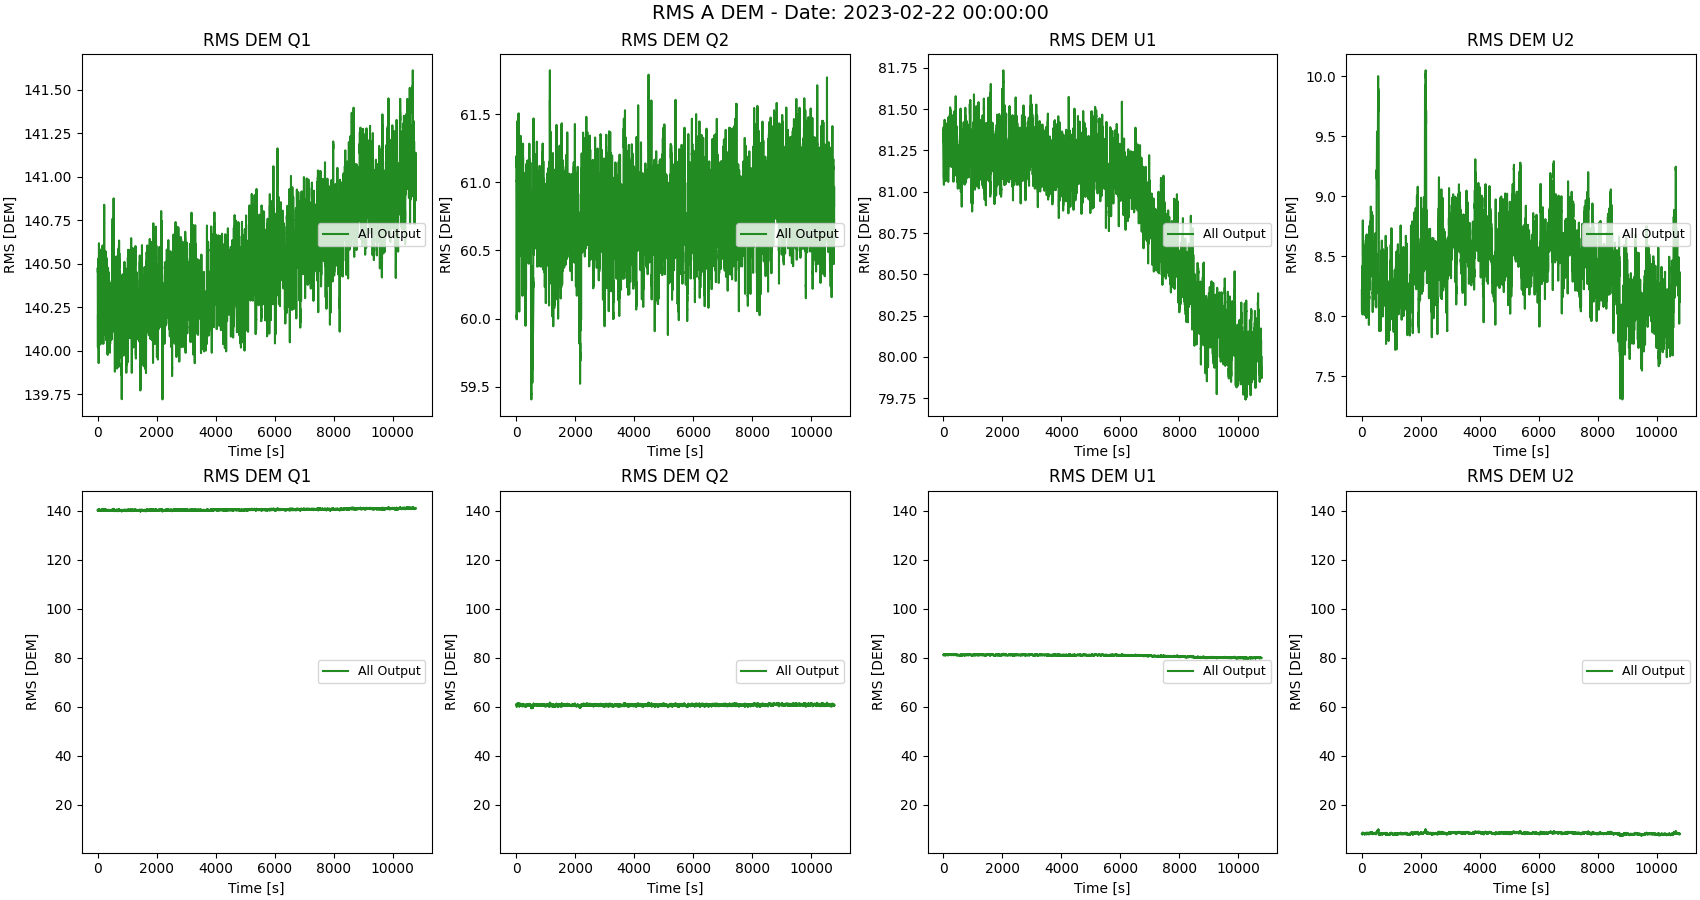 RMS A DEM - Date: 2023-02-22 00:00:00
RMS DEM Q1
RMS [DEM]
141.50
141.25
141.00
140.75
140.50
140.25
140.00
139.75
All Output
0 2000 4000 6000 8000 10000
Time [s]
RMS DEM Q2
RMS [DEM]
61.5
61.0
60.5
60.0
59.5
All Output
0 2000 4000 6000 8000 10000
Time [s]
RMS DEM U1
RMS [DEM]
81.75
81.50
81.25
81.00
80.75
80.50
80.25
80.00
79.75
All Output
0 2000 4000 6000 8000 10000
Time [s]
RMS DEM U2
RMS [DEM]
10.0
9.5
9.0
8.5
8.0
7.5
All Output
0 2000 4000 6000 8000 10000
Time [s]
RMS DEM Q1
RMS [DEM]
140
120
100
80
60
40
20
All Output
0 2000 4000 6000 8000 10000
Time [s]
RMS DEM Q2
RMS [DEM]
140
120
100
80
60
40
20
All Output
0 2000 4000 6000 8000 10000
Time [s]
RMS DEM U1
RMS [DEM]
140
120
100
80
60
40
20
All Output
0 2000 4000 6000 8000 10000
Time [s]
RMS DEM U2
RMS [DEM]
140
120
100
80
60
40
20
All Output
0 2000 4000 6000 8000 10000
Time [s]